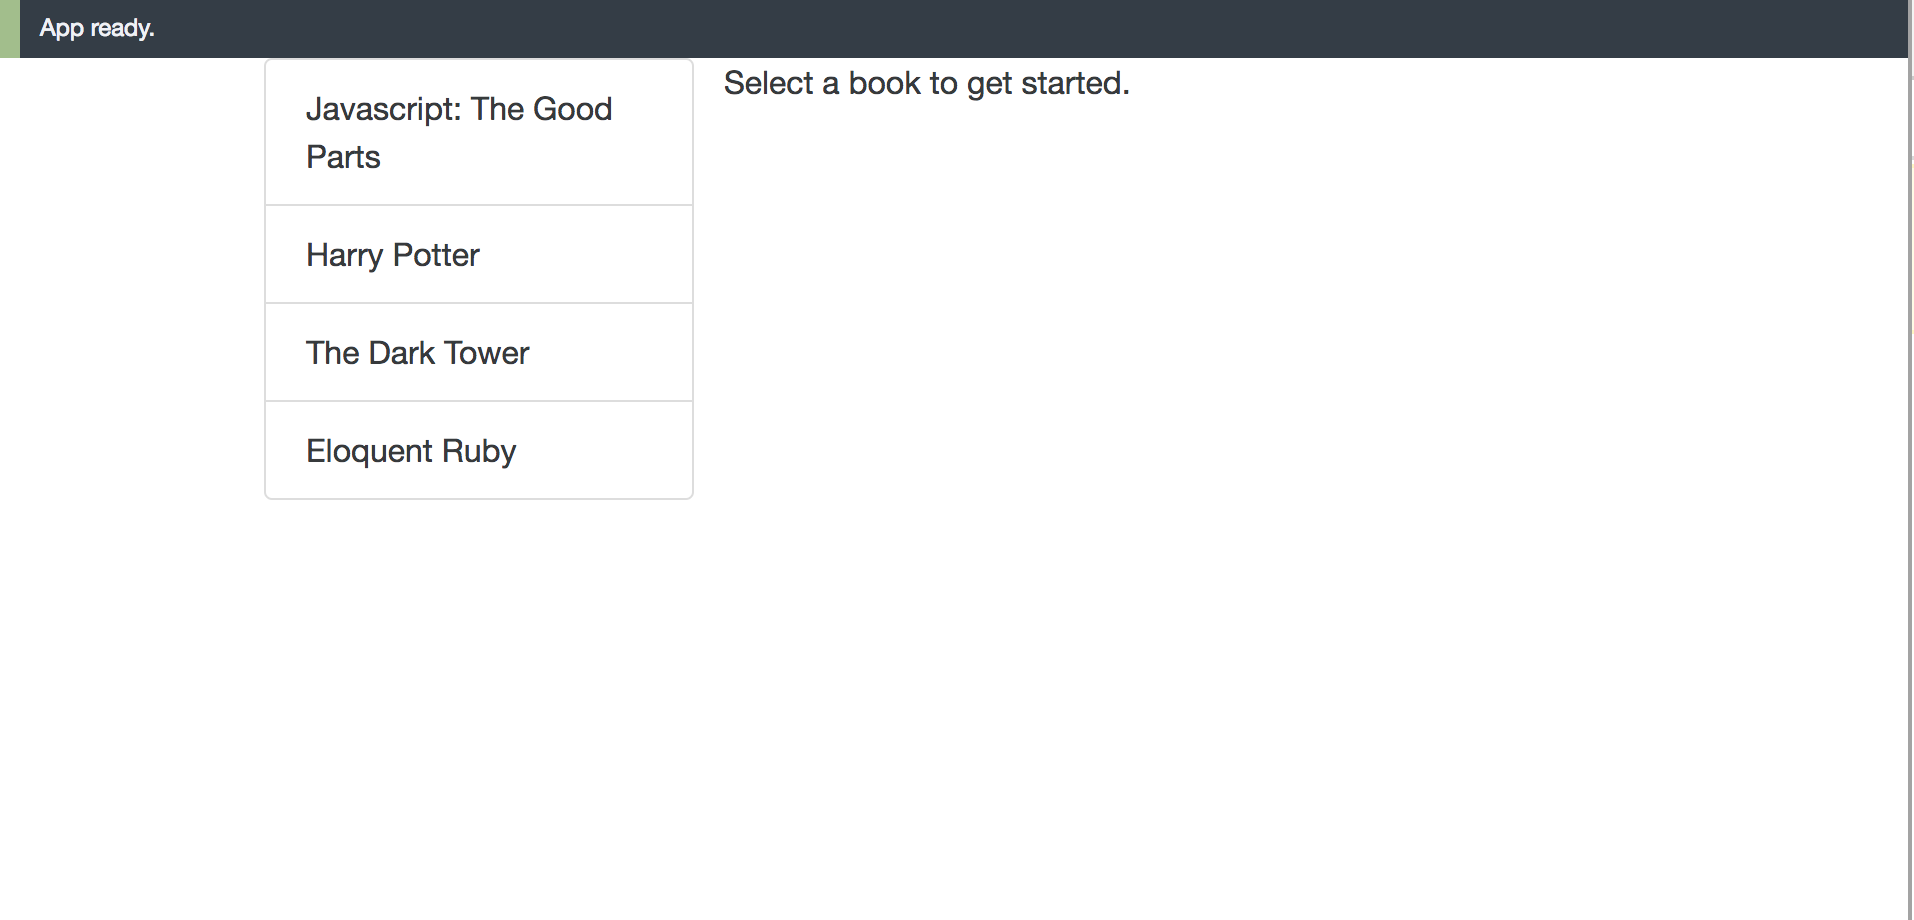 App ready.
Javascript: The Good
Parts
Harry Potter
The Dark Tower
Eloquent Ruby
Select a book to get started.